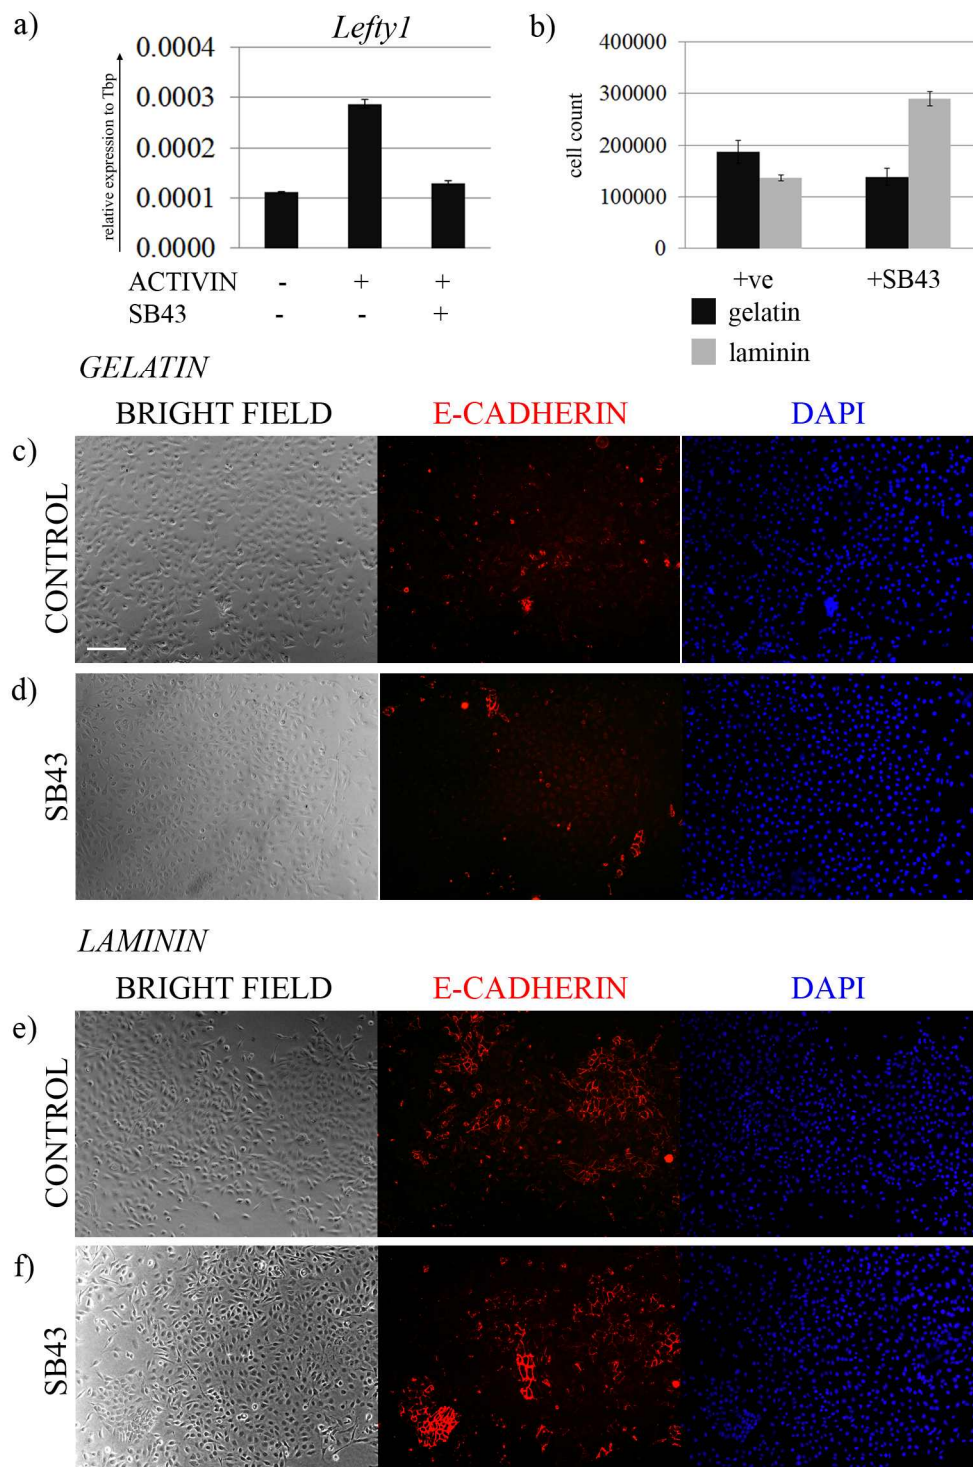 a)
Lefty1
relative expression to Tbp
0.0004
0.0003
0.0002
0.0001
0.0000
ACTIVIN - + +
SB43 - - +
b)
cell count
400000
300000
200000
100000
0
+ve +SB43
gelatin
laminin
GELATIN
BRIGHT FIELD E-CADHERIN DAPI
c)
CONTROL
d)
SB43
LAMININ
BRIGHT FIELD E-CADHERIN DAPI
e)
CONTROL
f)
SB43